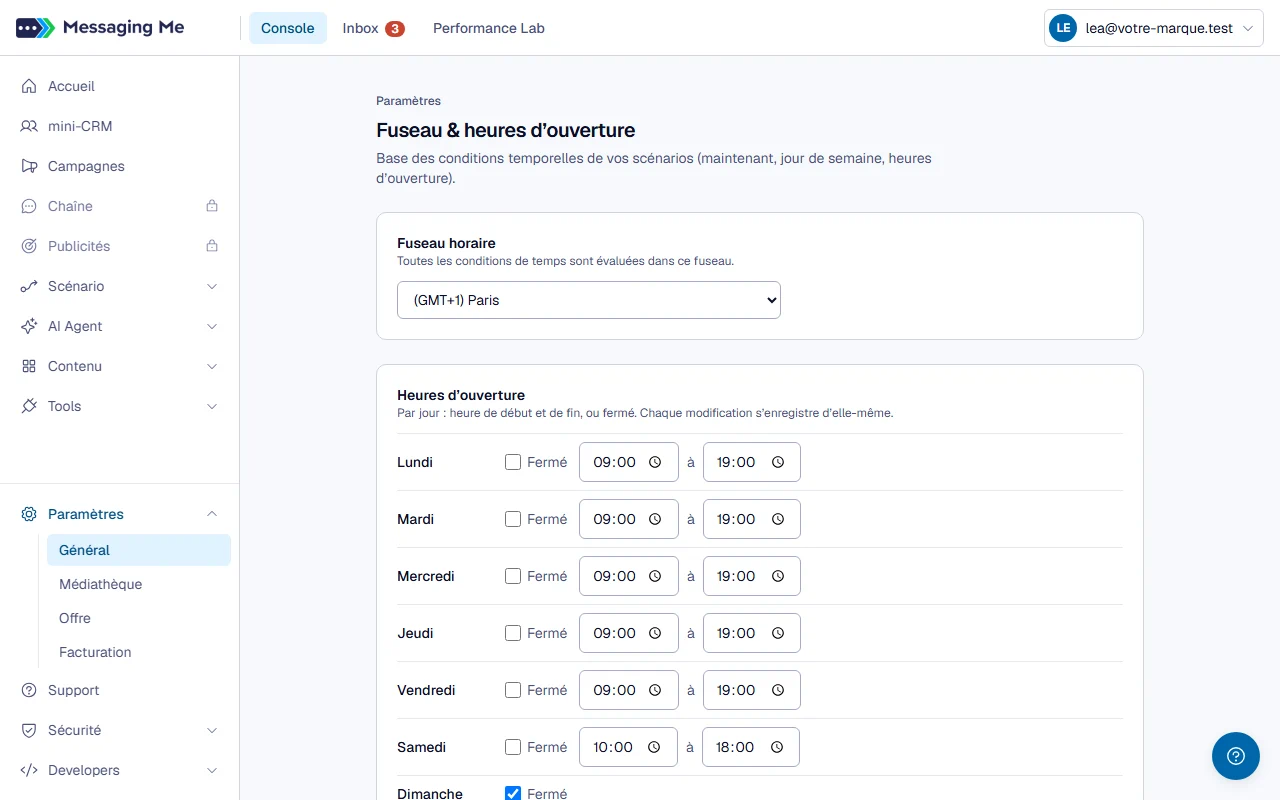 Messaging Me
Console
Inbox 3
Performance Lab
LE lea@votre-marque.test
Accueil
mini-CRM
Campagnes
Chaîne
Publicités
Scénario
AI Agent
Contenu
Tools
Paramètres
Général
Médiathèque
Offre
Facturation
Support
Sécurité
Developers
Paramètres
Fuseau & heures d’ouverture
Base des conditions temporelles de vos scénarios (maintenant, jour de semaine, heures
d’ouverture).
Fuseau horaire
Toutes les conditions de temps sont évaluées dans ce fuseau.
(GMT+1) Paris
Heures d’ouverture
Par jour : heure de début et de fin, ou fermé. Chaque modification s’enregistre d’elle-même.
Lundi Fermé 09:00 à 19:00
Mardi Fermé 09:00 à 19:00
Mercredi Fermé 09:00 à 19:00
Jeudi Fermé 09:00 à 19:00
Vendredi Fermé 09:00 à 19:00
Samedi Fermé 10:00 à 18:00
Dimanche Fermé